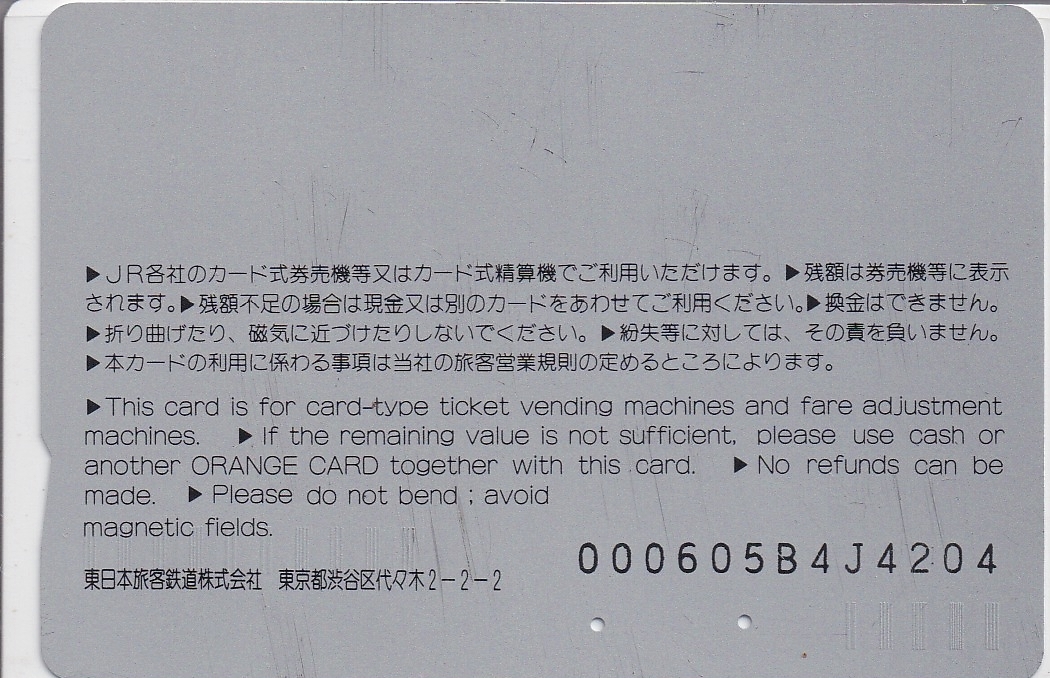 ▶JR各社のカード式券売機等又はカード式精算機でご利用いただけます。▶残額は券売機等に表示
されます。▶残額不足の場合は現金又は別のカードをあわせてご利用ください。▶換金はできません。
▶折り曲げたり、磁気に近づけたりしないでください。▶紛失等に対しては、その責を負いません。
▶本カードの利用に係わる事項は当社の旅客営業規則の定めるところによります。
▶This card is for card-type ticket vending machines and fare adjustment
machines. ▶If the remaining value is not sufficient, please use cash or
another ORANGE CARD together with this card. ▶No refunds can be
made. ▶Please do not bend ; avoid
magnetic fields.
000605B4J4204
東日本旅客鉄道株式会社 東京都渋谷区代々木2-2-2